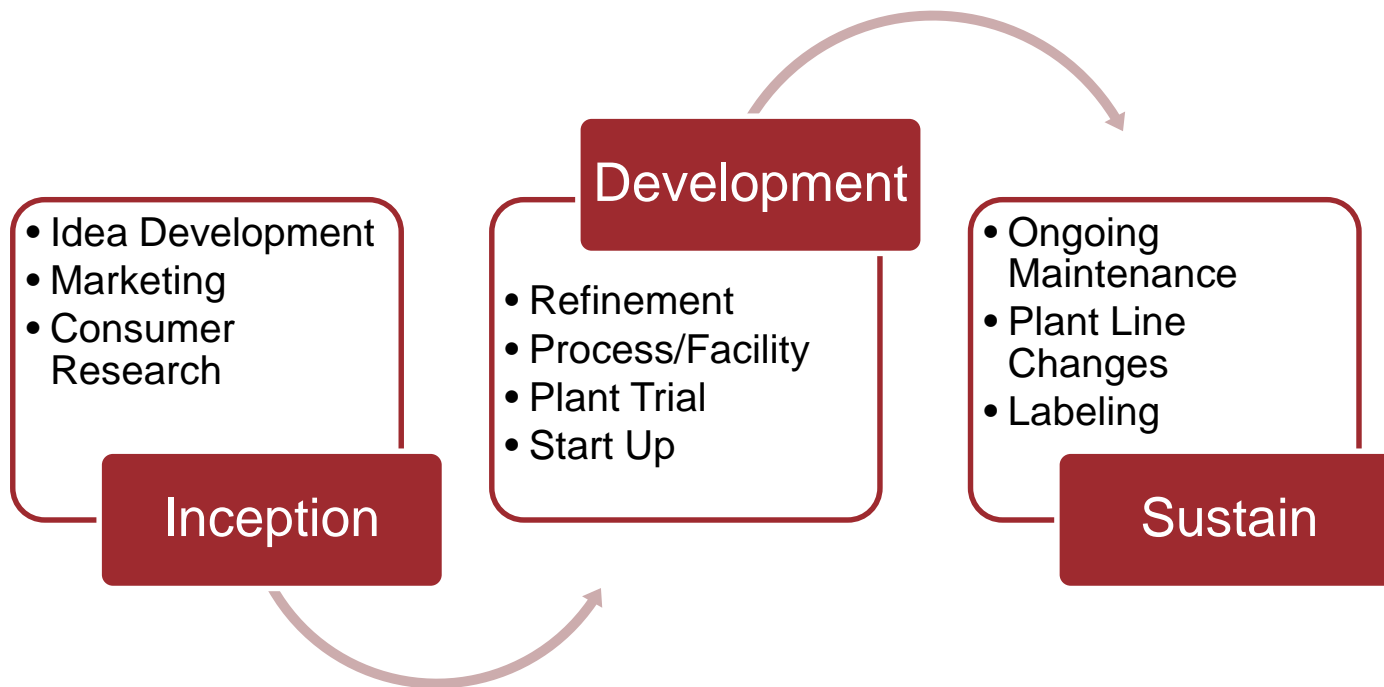 • Idea Development
• Marketing
• Consumer
Research
Inception
Development
• Refinement
• Process/Facility
• Plant Trial
• Start Up
• Ongoing
Maintenance
• Plant Line
Changes
• Labeling
Sustain